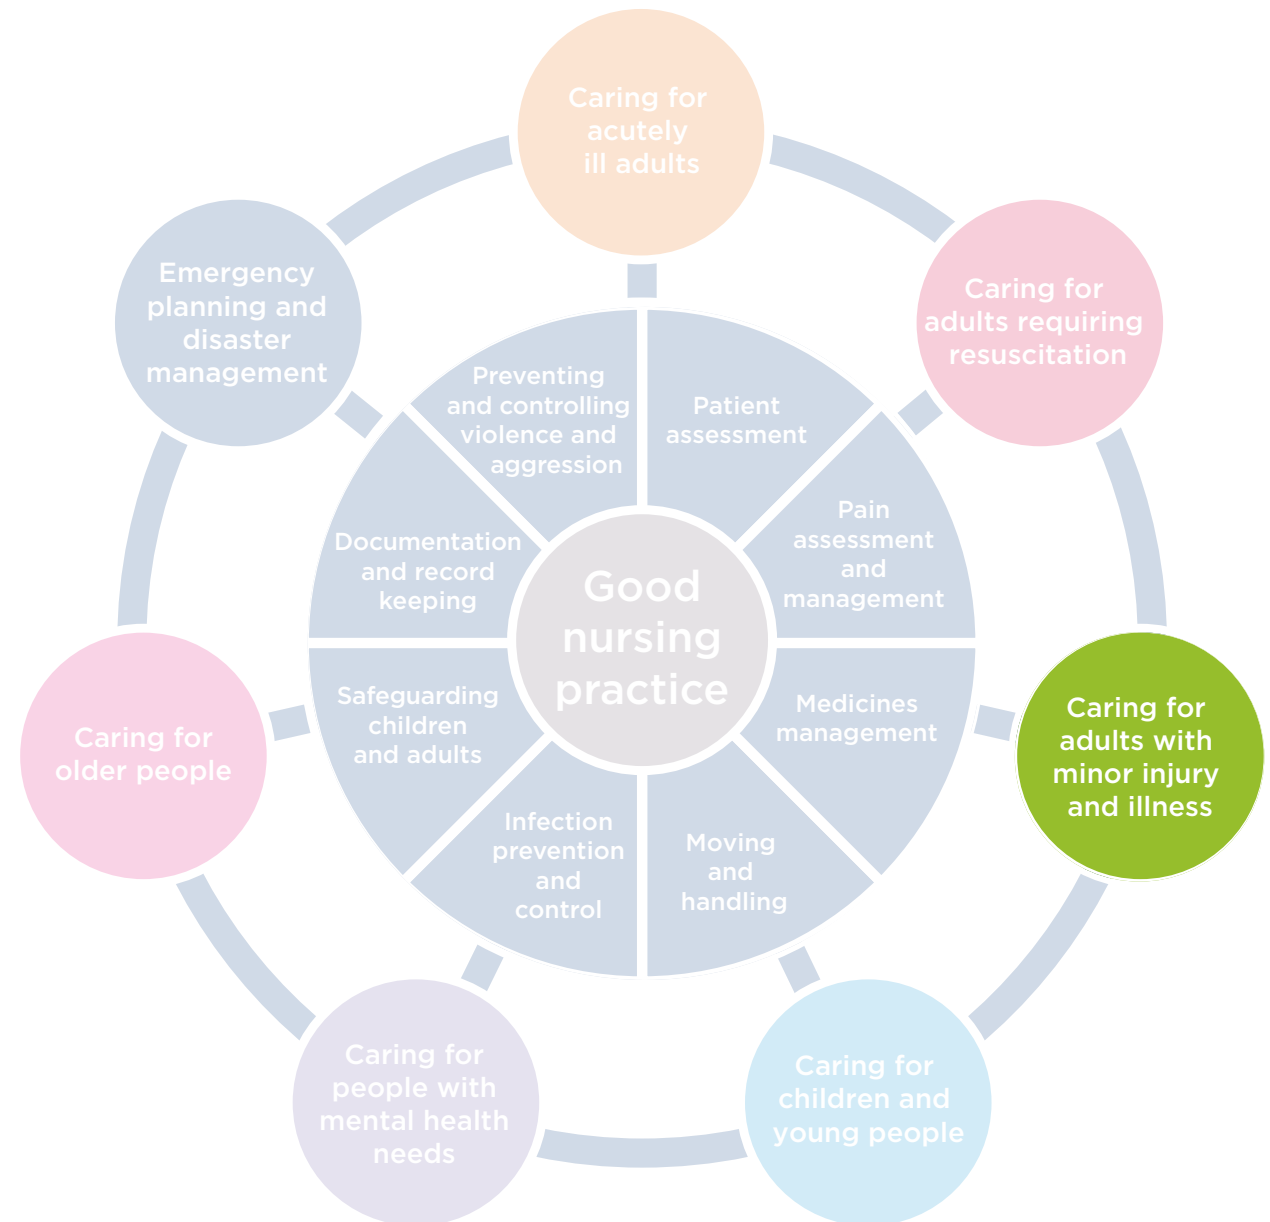 Caring for
acutely
ill adults
Caring for
adults requiring
resuscitation
Caring for
adults with
minor injury
and illness
Caring for
children and
young people
Caring for
people with
mental health
needs
Caring for
older people
Emergency
planning and
disaster
management
Patient
assessment
Pain
assessment
and
management
Medicines
management
Moving
and
handling
Infection
prevention
and
control
Safeguarding
children
and adults
Documentation
and record
keeping
Preventing
and controlling
violence and
aggression
Good
nursing
practice